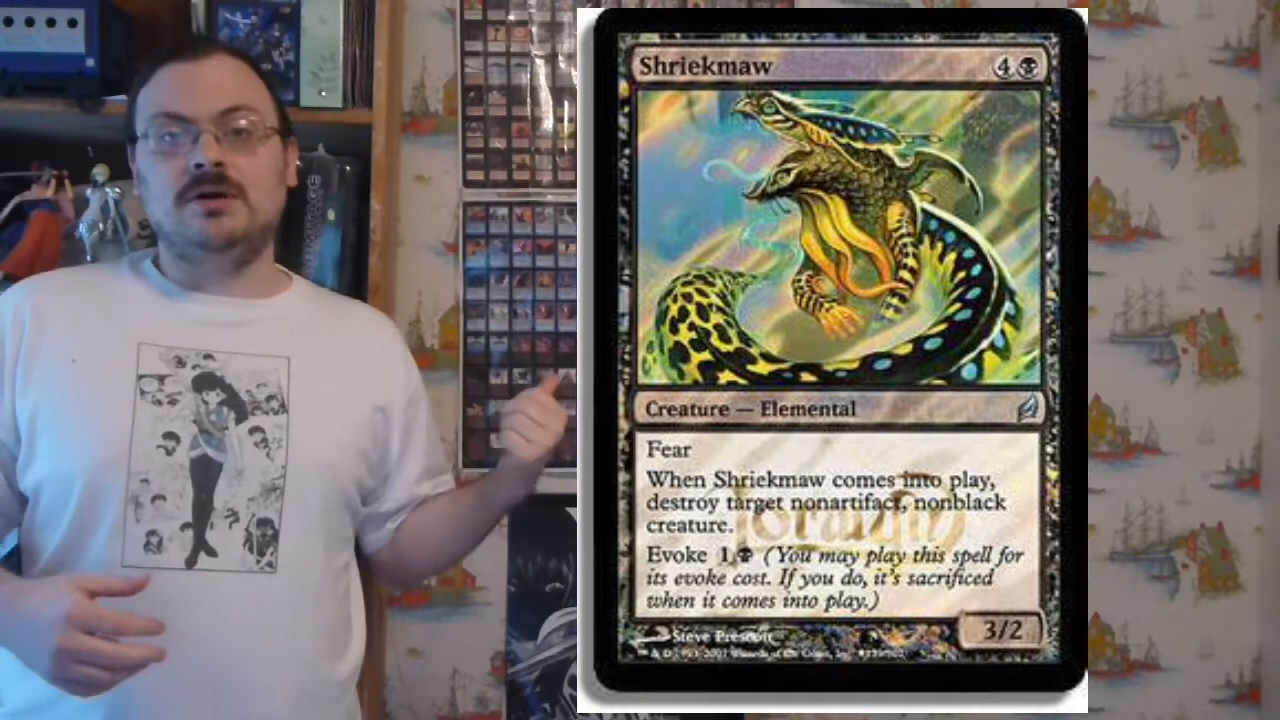 Shriekmaw 4
Creature — Elemental
Fear
When Shriekmaw comes into play,
destroy target nonartifact, nonblack
creature.
Evoke 1 (You may play this spell for
its evoke cost. If you do, it's sacrificed
when it comes into play.)
Steve Prescott
3/2